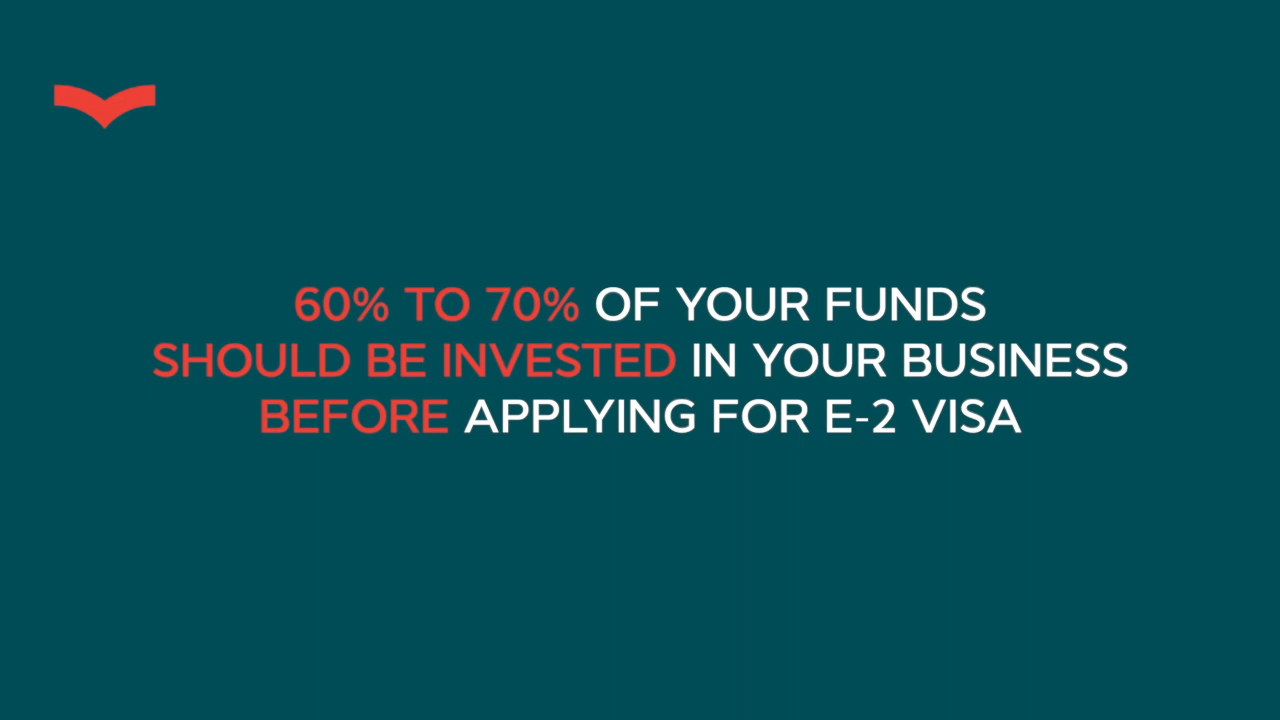 60% TO 70% OF YOUR FUNDS
SHOULD BE INVESTED IN YOUR BUSINESS
BEFORE APPLYING FOR E-2 VISA